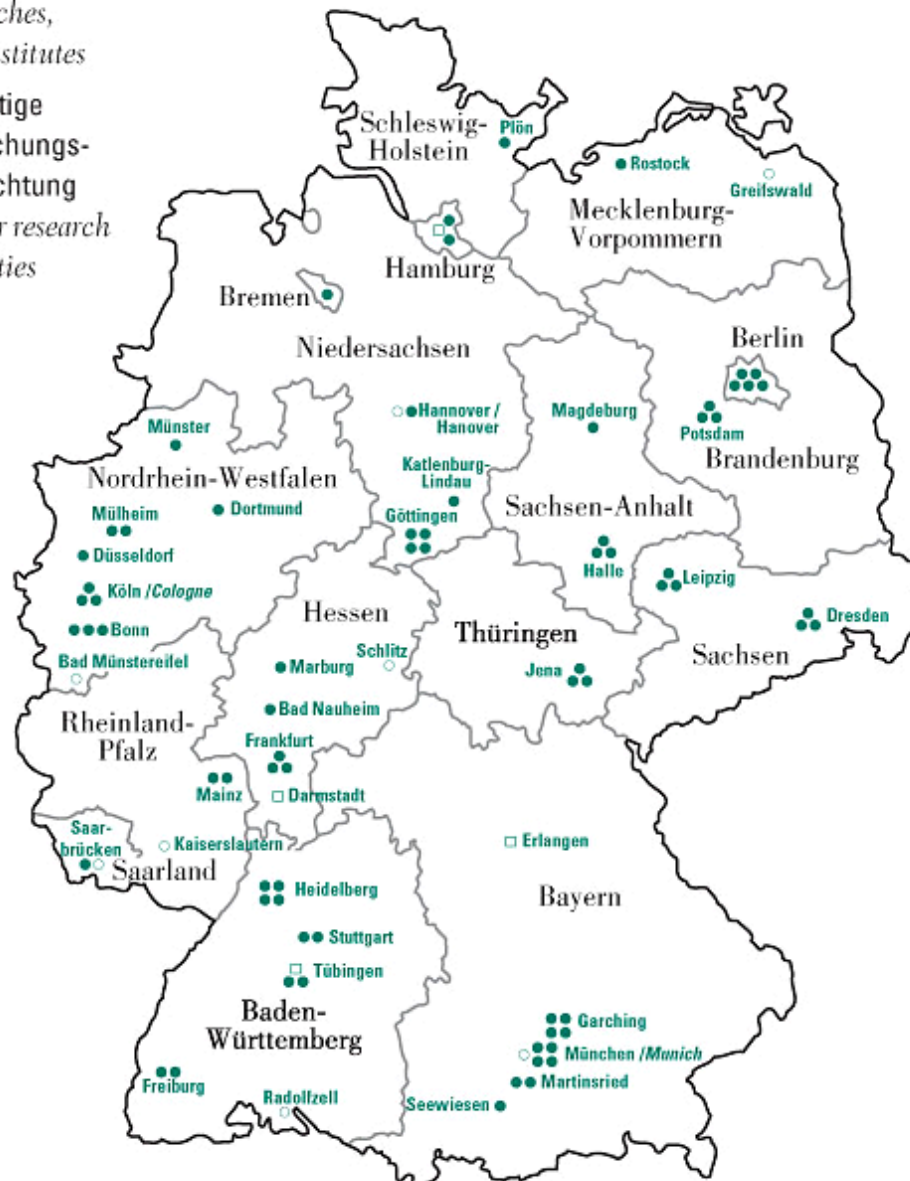 ches,
stitutes
tige
chungs-
chtung
r research
ties
Schleswig-
Holstein
Plön
Rostock
Greifswald
Mecklenburg-
Vorpommern
Hamburg
Bremen
Niedersachsen
Berlin
Hannover /
Hanover
Magdeburg
Potsdam
Brandenburg
Münster
Nordrhein-Westfalen
Katlenburg-
Lindau
Sachsen-Anhalt
Dortmund
Mülheim
Göttingen
Düsseldorf
Halle
Leipzig
Köln /Cologne
Hessen
Dresden
Bonn
Thüringen
Schlitz
Sachsen
Bad Münstereifel
Marburg
Jena
Rheinland-
Pfalz
Bad Nauheim
Frankfurt
Mainz
Darmstadt
Saar-
brücken
Kaiserslautern
Erlangen
Saarland
Heidelberg
Bayern
Stuttgart
Tübingen
Baden-
Württemberg
Garching
München /Munich
Martinsried
Freiburg
Radolfzell
Seewiesen